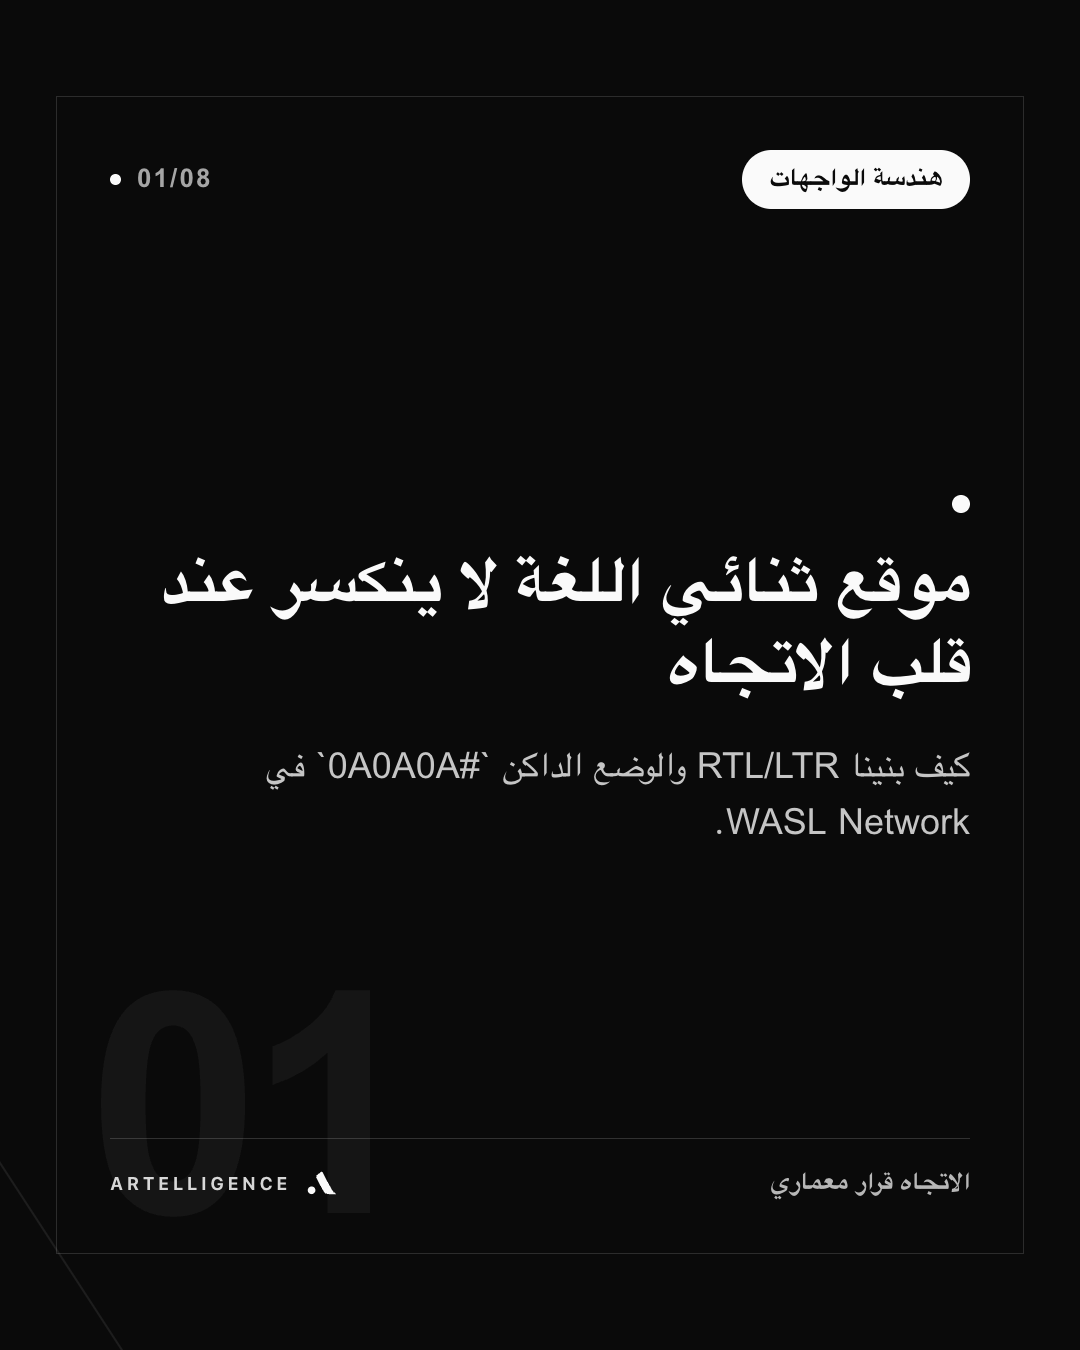 هندسة الواجهات
01/08
موقع ثنائي اللغة لا ينكسر عند
قلب الاتجاه
كيف بنينا RTL/LTR والوضع الداكن `#0A0A0A` في
WASL Network.
01
الاتجاه قرار معماري
ARTELLIGENCE